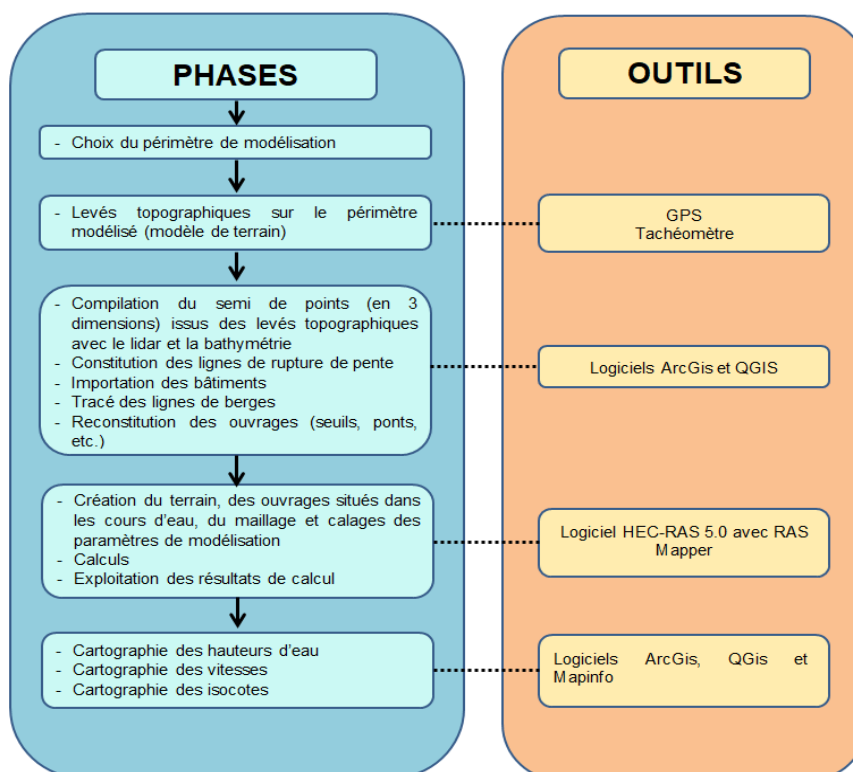 PHASES
- Choix du périmètre de modélisation
- Levés topographiques sur le périmètre
modélisé (modèle de terrain)
- Compilation du semi de points (en 3
dimensions) issus des levés topographiques
avec le lidar et la bathymétrie
- Constitution des lignes de rupture de pente
- Importation des bâtiments
- Tracé des lignes de berges
- Reconstitution des ouvrages (seuils, ponts,
etc.)
- Création du terrain, des ouvrages situés dans
les cours d'eau, du maillage et calages des
paramètres de modélisation
- Calculs
- Exploitation des résultats de calcul
- Cartographie des hauteurs d'eau
- Cartographie des vitesses
- Cartographie des isocotes
OUTILS
GPS
Tachéomètre
Logiciels ArcGis et QGIS
Logiciel HEC-RAS 5.0 avec RAS
Mapper
Logiciels ArcGis, QGis et
Mapinfo